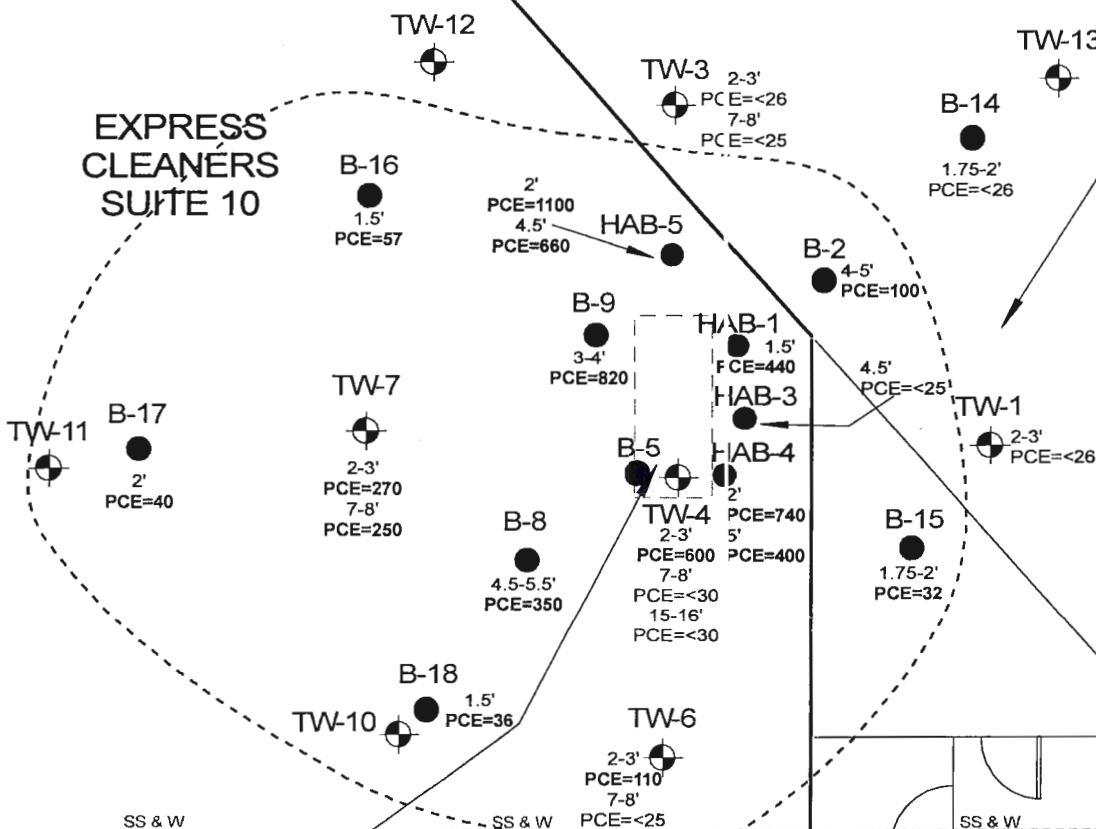 TW-12
TW-13
TW-3
2-3'
PCE=<26
7-8'
PCE=<25
B-14
1.75-2'
PCE=<26
EXPRESS
CLEANERS
SUITE 10
B-16
1.5'
PCE=57
2'
PCE=1100
4.5'
PCE=660
HAB-5
B-2
4-5'
PCE=100
B-9
3-4'
PCE=820
HAB-1
1.5'
PCE=440
4.5'
PCE=<25
HAB-3
TW-7
2-3'
PCE=270
7-8'
PCE=250
B-17
2'
PCE=40
TW-11
TW-1
2-3'
PCE=<26
B-5
HAB-4
2'
PCE=740
5'
PCE=400
TW-4
2-3'
PCE=600
7-8'
PCE=<30
15-16'
PCE=<30
B-8
4.5-5.5'
PCE=350
B-15
1.75-2'
PCE=32
B-18
1.5'
PCE=36
TW-10
TW-6
2-3'
PCE=110
7-8'
PCE=<25
SS & W
SS & W
SS & W